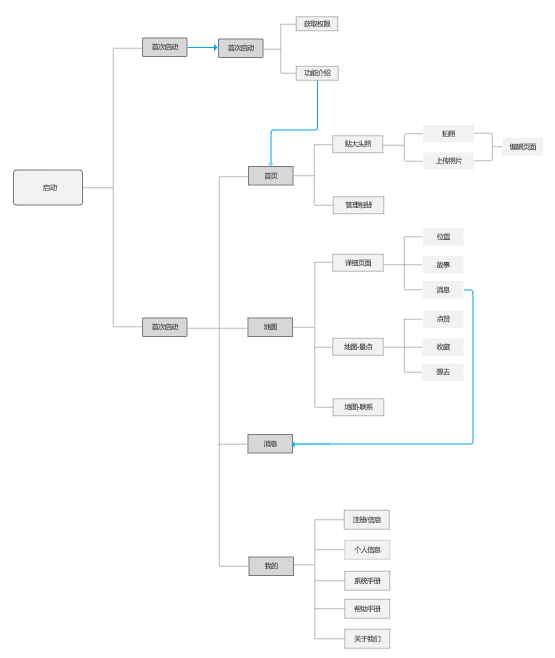 获取权限
首次启动
首次启动
功能介绍
拍照
贴大头照
编辑页面
上传照片
首页
启动
管理相册
位置
详细页面
故事
消息
点赞
首次启动
地图
地图-景点
收藏
想去
地图-联系
消息
注册/信息
个人信息
我的
系统手册
帮助手册
关于我们